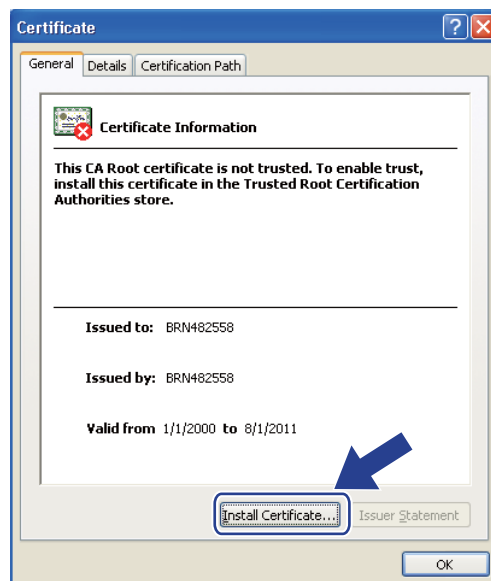 Certificate
General Details Certification Path
Certificate Information
This CA Root certificate is not trusted. To enable trust,
install this certificate in the Trusted Root Certification
Authorities store.
Issued to: BRN482558
Issued by: BRN482558
Valid from 1/1/2000 to 8/1/2011
Install Certificate... Issuer Statement
OK